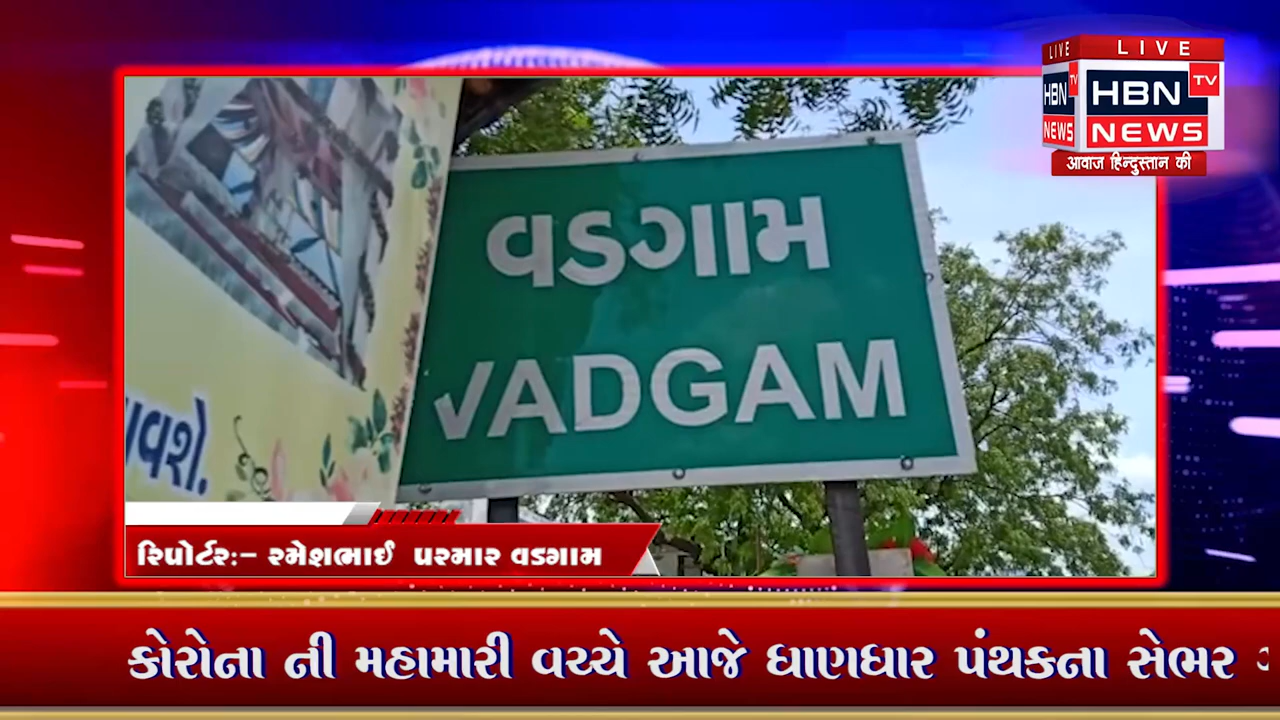 LIVE
LIVE
HBN
TV
NEWS
HBN
TV
NEWS
आवाज हिन्दुस्तान की
વડગામ
VADGAM
રિપોર્ટર:- રમેશભાઈ પરમાર વડગામ
કોરોના ની મહામારી વચ્ચે આજે ધાણધાર પંથકના સેભર